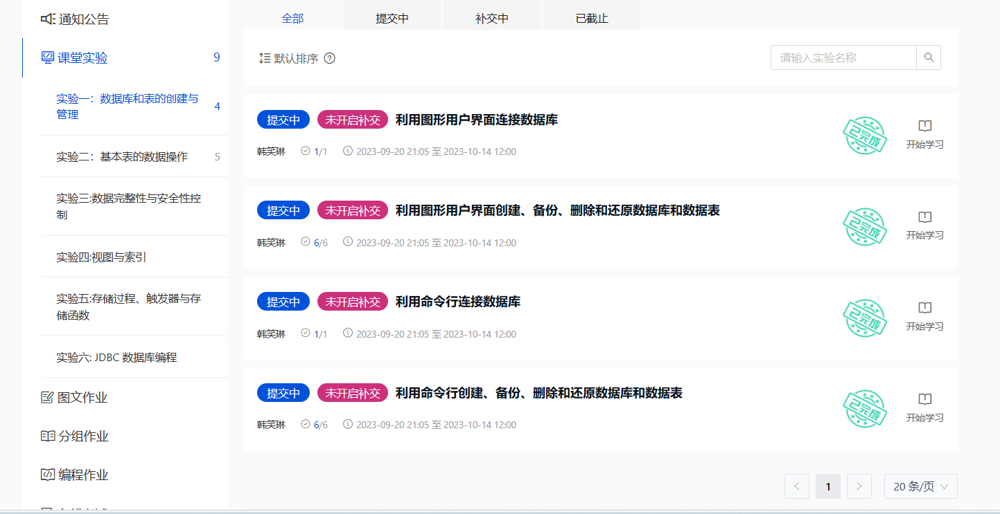 通知公告
课堂实验 9
实验一：数据库和表的创建与
管理
4
实验二：基本表的数据操作 5
实验三:数据完整性与安全性控
制
实验四:视图与索引
实验五:存储过程、触发器与存
储函数
实验六: JDBC 数据库编程
图文作业
分组作业
编程作业
全部 提交中 补交中 已截止
默认排序 ?
请输入实验名称
提交中 未开启补交 利用图形用户界面连接数据库
韩笑琳 1/1 2023-09-20 21:05 至 2023-10-14 12:00
已完成
开始学习
提交中 未开启补交 利用图形用户界面创建、备份、删除和还原数据库和数据表
韩笑琳 6/6 2023-09-20 21:05 至 2023-10-14 12:00
已完成
开始学习
提交中 未开启补交 利用命令行连接数据库
韩笑琳 1/1 2023-09-20 21:05 至 2023-10-14 12:00
已完成
开始学习
提交中 未开启补交 利用命令行创建、备份、删除和还原数据库和数据表
韩笑琳 6/6 2023-09-20 21:05 至 2023-10-14 12:00
已完成
开始学习
< 1 > 20 条/页